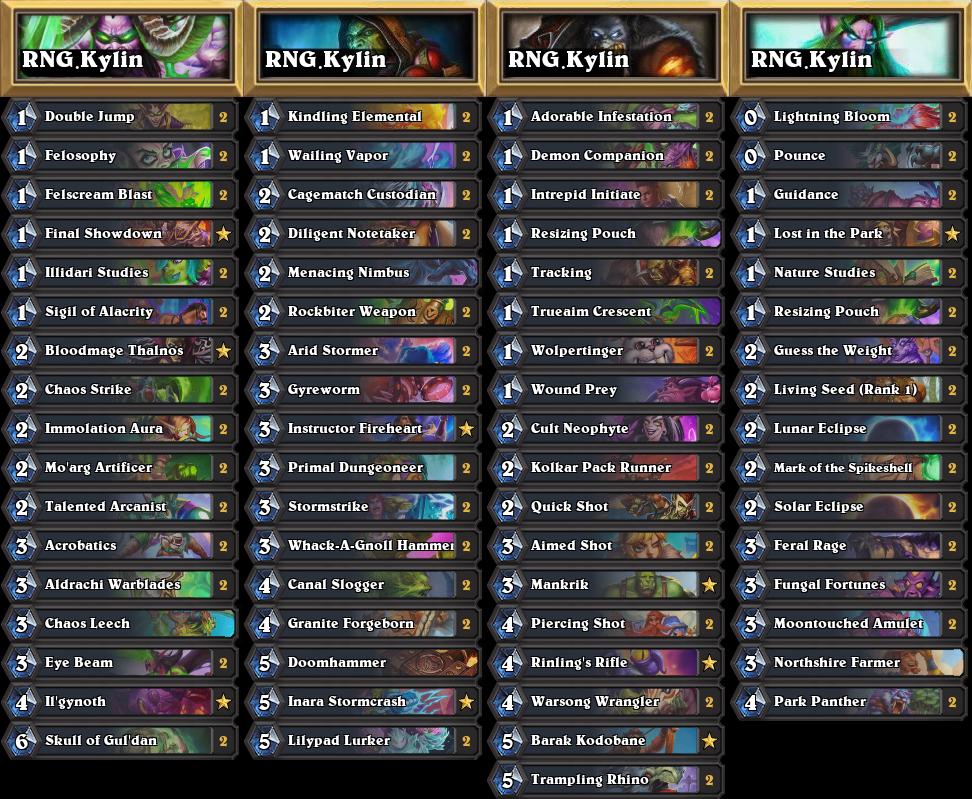 RNG.Kylin
1 Double Jump 2
1 Felosophy 2
1 Felscream Blast 2
1 Final Showdown
1 Illidari Studies 2
1 Sigil of Alacrity 2
2 Bloodmage Thalnos
2 Chaos Strike 2
2 Immolation Aura 2
2 Mo'arg Artificer 2
2 Talented Arcanist 2
3 Acrobatics 2
3 Aldrachi Warblades 2
3 Chaos Leech
3 Eye Beam 2
4 Il'gynoth
6 Skull of Gul'dan 2
RNG.Kylin
1 Kindling Elemental 2
1 Wailing Vapor 2
2 Cagematch Custodian 2
2 Diligent Notetaker 2
2 Menacing Nimbus
2 Rockbiter Weapon 2
3 Arid Stormer 2
3 Gyreworm 2
3 Instructor Fireheart
3 Primal Dungeoneer 2
3 Stormstrike 2
3 Whack-A-Gnoll Hammer 2
4 Canal Slogger 2
4 Granite Forgeborn 2
5 Doomhammer
5 Inara Stormcrash
5 Lilypad Lurker 2
RNG.Kylin
1 Adorable Infestation 2
1 Demon Companion 2
1 Intrepid Initiate 2
1 Resizing Pouch
1 Tracking 2
1 Trueaim Crescent
1 Wolpertinger 2
1 Wound Prey
2 Cult Neophyte 2
2 Kolkar Pack Runner 2
2 Quick Shot 2
3 Aimed Shot 2
3 Mankrik
4 Piercing Shot 2
4 Rinling's Rifle
4 Warsong Wrangler 2
5 Barak Kodobane
5 Trampling Rhino 2
RNG.Kylin
0 Lightning Bloom 2
0 Pounce 2
1 Guidance 2
1 Lost in the Park
1 Nature Studies 2
1 Resizing Pouch 2
2 Guess the Weight 2
2 Living Seed (Rank 1) 2
2 Lunar Eclipse 2
2 Mark of the Spikeshell 2
2 Solar Eclipse 2
3 Feral Rage 2
3 Fungal Fortunes 2
3 Moontouched Amulet 2
3 Northshire Farmer
4 Park Panther 2